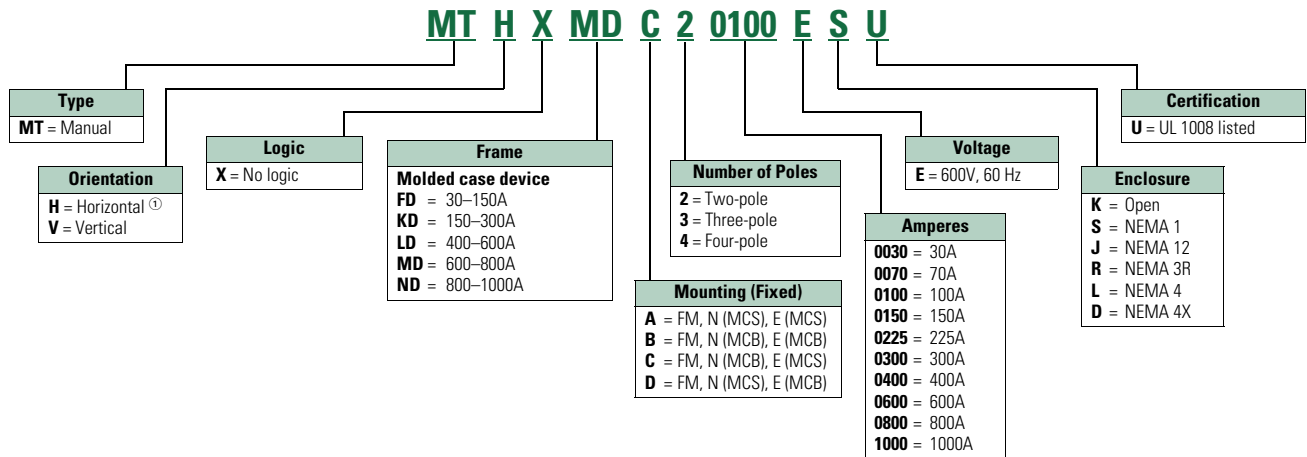 MT H X MD C 2 0100 E S U
Type
MT = Manual
Orientation
H = Horizontal ①
V = Vertical
Logic
X = No logic
Frame
Molded case device
FD = 30–150A
KD = 150–300A
LD = 400–600A
MD = 600–800A
ND = 800–1000A
Mounting (Fixed)
A = FM, N (MCS), E (MCS)
B = FM, N (MCB), E (MCB)
C = FM, N (MCB), E (MCS)
D = FM, N (MCS), E (MCB)
Number of Poles
2 = Two-pole
3 = Three-pole
4 = Four-pole
Amperes
0030 = 30A
0070 = 70A
0100 = 100A
0150 = 150A
0225 = 225A
0300 = 300A
0400 = 400A
0600 = 600A
0800 = 800A
1000 = 1000A
Voltage
E = 600V, 60 Hz
Enclosure
K = Open
S = NEMA 1
J = NEMA 12
R = NEMA 3R
L = NEMA 4
D = NEMA 4X
Certification
U = UL 1008 listed